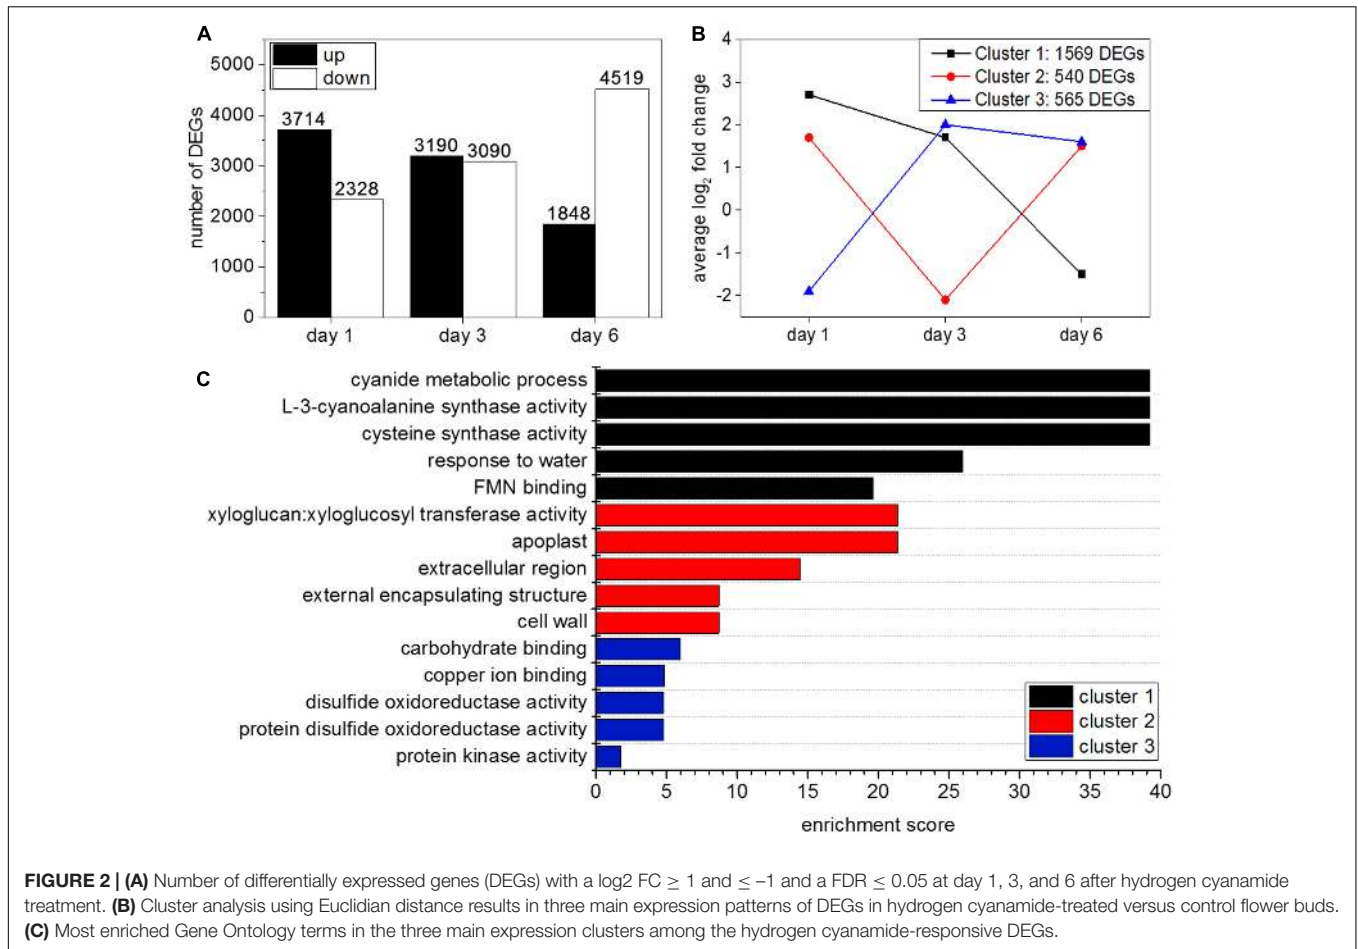 A
up
down
5000
4000
3000
2000
1000
0
number of DEGs
3714
2328
3190
3090
1848
4519
day 1
day 3
day 6
B
Cluster 1: 1569 DEGs
Cluster 2: 540 DEGs
Cluster 3: 565 DEGs
4
3
2
1
0
-1
-2
average log2 fold change
day 1
day 3
day 6
C
cyanide metabolic process
L-3-cyanoalanine synthase activity
cysteine synthase activity
response to water
FMN binding
xyloglucan:xyloglucosyl transferase activity
apoplast
extracellular region
external encapsulating structure
cell wall
carbohydrate binding
copper ion binding
disulfide oxidoreductase activity
protein disulfide oxidoreductase activity
protein kinase activity
cluster 1
cluster 2
cluster 3
0 5 10 15 20 25 30 35 40
enrichment score
FIGURE 2 | (A) Number of differentially expressed genes (DEGs) with a log2 FC ≥ 1 and ≤ –1 and a FDR ≤ 0.05 at day 1, 3, and 6 after hydrogen cyanamide
treatment. (B) Cluster analysis using Euclidian distance results in three main expression patterns of DEGs in hydrogen cyanamide-treated versus control flower buds.
(C) Most enriched Gene Ontology terms in the three main expression clusters among the hydrogen cyanamide-responsive DEGs.